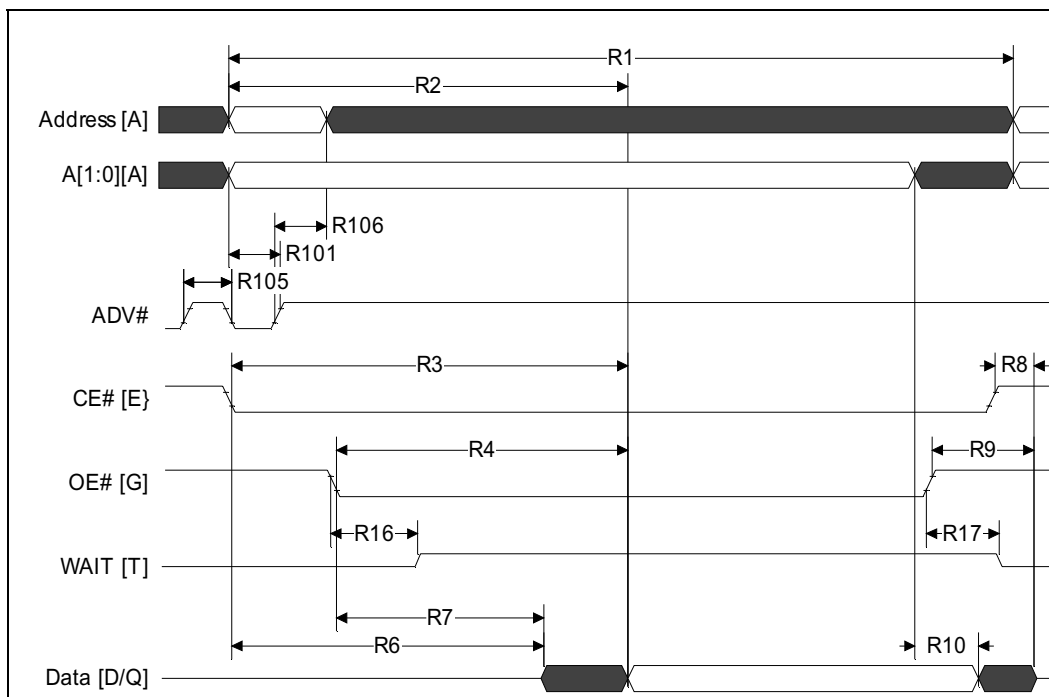 R1
R2
Address [A]
A[1:0][A]
R106
R101
R105
ADV#
R3
R8
CE# [E}
R4
R9
OE# [G]
R16
R17
WAIT [T]
R7
R6
R10
Data [D/Q]